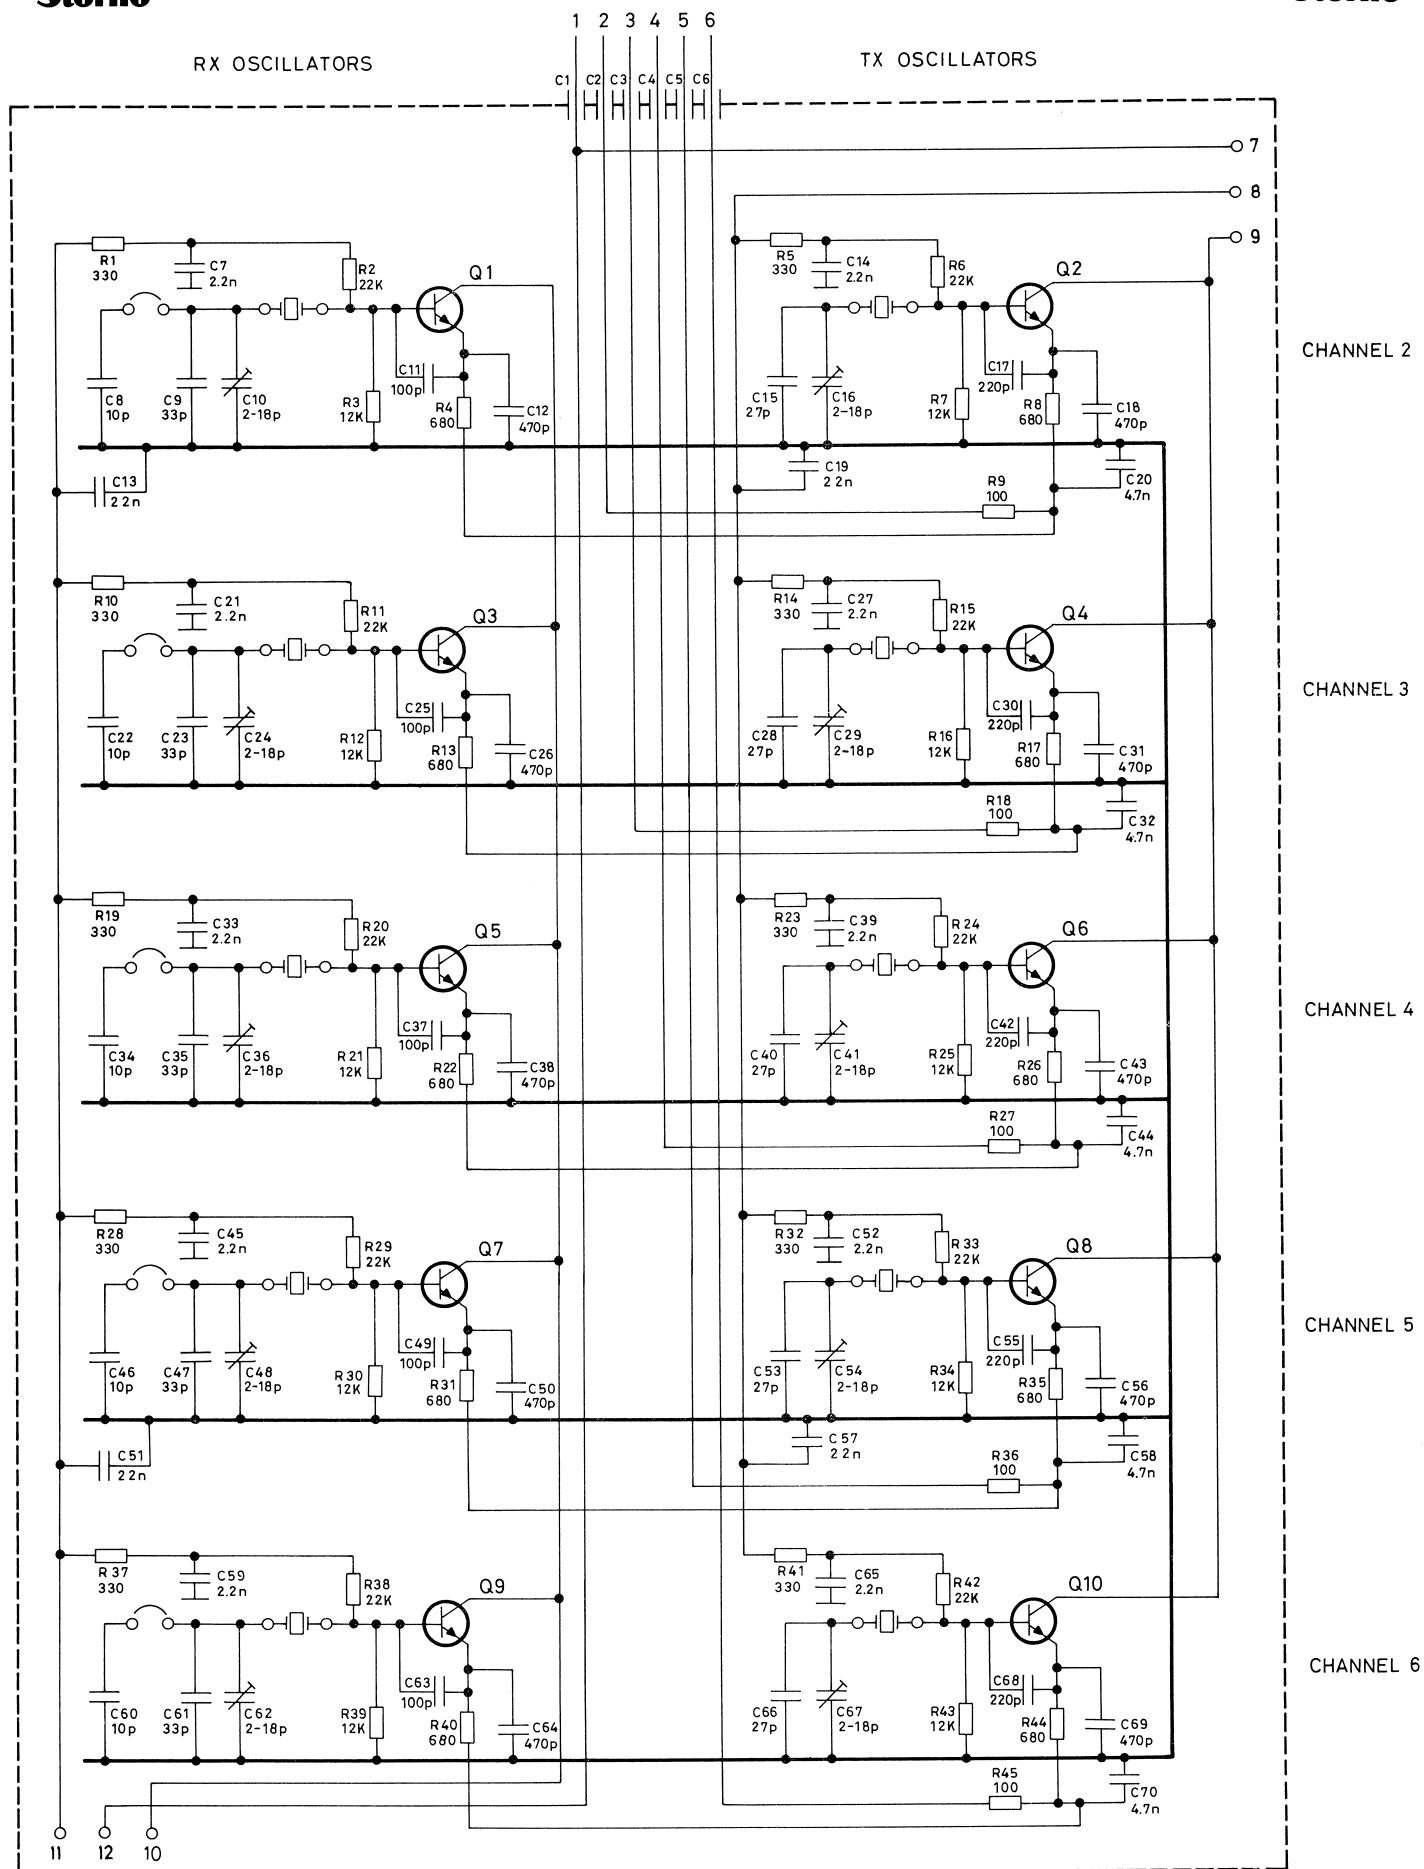 1 2 3 4 5 6
RX OSCILLATORS
TX OSCILLATORS
C1 C2 C3 C4 C5 C6
7
8
9
R1
330
C7
2.2n
R2
22K
Q1
C8
10p
C9
33p
C10
2-18p
R3
12K
C11
100p
R4
680
C12
470p
C13
22n
R5
330
C14
2.2n
R6
22K
Q2
C15
27p
C16
2-18p
R7
12K
C17
220p
R8
680
C18
470p
C19
22n
R9
100
C20
4.7n
CHANNEL 2
R10
330
C21
2.2n
R11
22K
Q3
C22
10p
C23
33p
C24
2-18p
R12
12K
C25
100p
R13
680
C26
470p
R14
330
C27
2.2n
R15
22K
Q4
C28
27p
C29
2-18p
R16
12K
C30
220p
R17
680
C31
470p
R18
100
C32
4.7n
CHANNEL 3
R19
330
C33
2.2n
R20
22K
Q5
C34
10p
C35
33p
C36
2-18p
R21
12K
C37
100p
R22
680
C38
470p
R23
330
C39
2.2n
R24
22K
Q6
C40
27p
C41
2-18p
R25
12K
C42
220p
R26
680
C43
470p
R27
100
C44
4.7n
CHANNEL 4
R28
330
C45
2.2n
R29
22K
Q7
C46
10p
C47
33p
C48
2-18p
R30
12K
C49
100p
R31
680
C50
470p
C51
22n
R32
330
C52
2.2n
R33
22K
Q8
C53
27p
C54
2-18p
R34
12K
C55
220p
R35
680
C56
470p
C57
22n
R36
100
C58
4.7n
CHANNEL 5
R37
330
C59
2.2n
R38
22K
Q9
C60
10p
C61
33p
C62
2-18p
R39
12K
C63
100p
R40
680
C64
470p
R41
330
C65
2.2n
R42
22K
Q10
C66
27p
C67
2-18p
R43
12K
C68
220p
R44
680
C69
470p
R45
100
C70
4.7n
CHANNEL 6
11 12 10